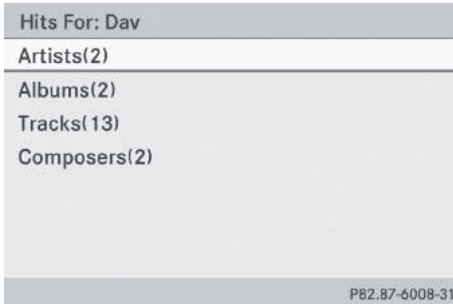 Hits For: Dav
Artists(2)
Albums(2)
Tracks(13)
Composers(2)
P82.87-6008-31